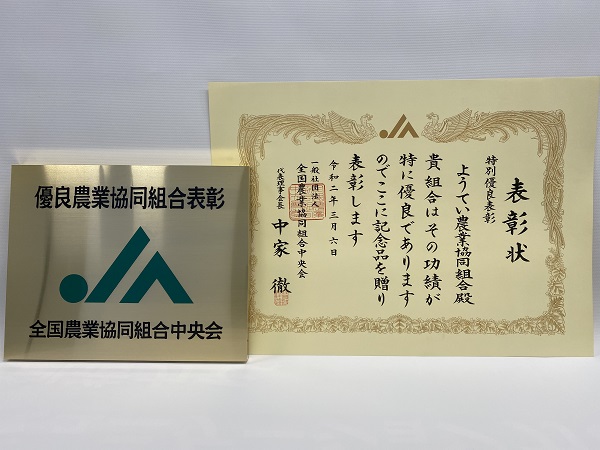 優良農業協同組合表彰
JA
全国農業協同組合中央会
JA
表彰状
特別優良表彰
ようてい農業協同組合殿
貴組合はその功績が
特に優良であります
のでここに記念品を贈り
表彰します
令和二年三月六日
一般社団法人
全国農業協同組合中央会
代表理事会長 中家 徹